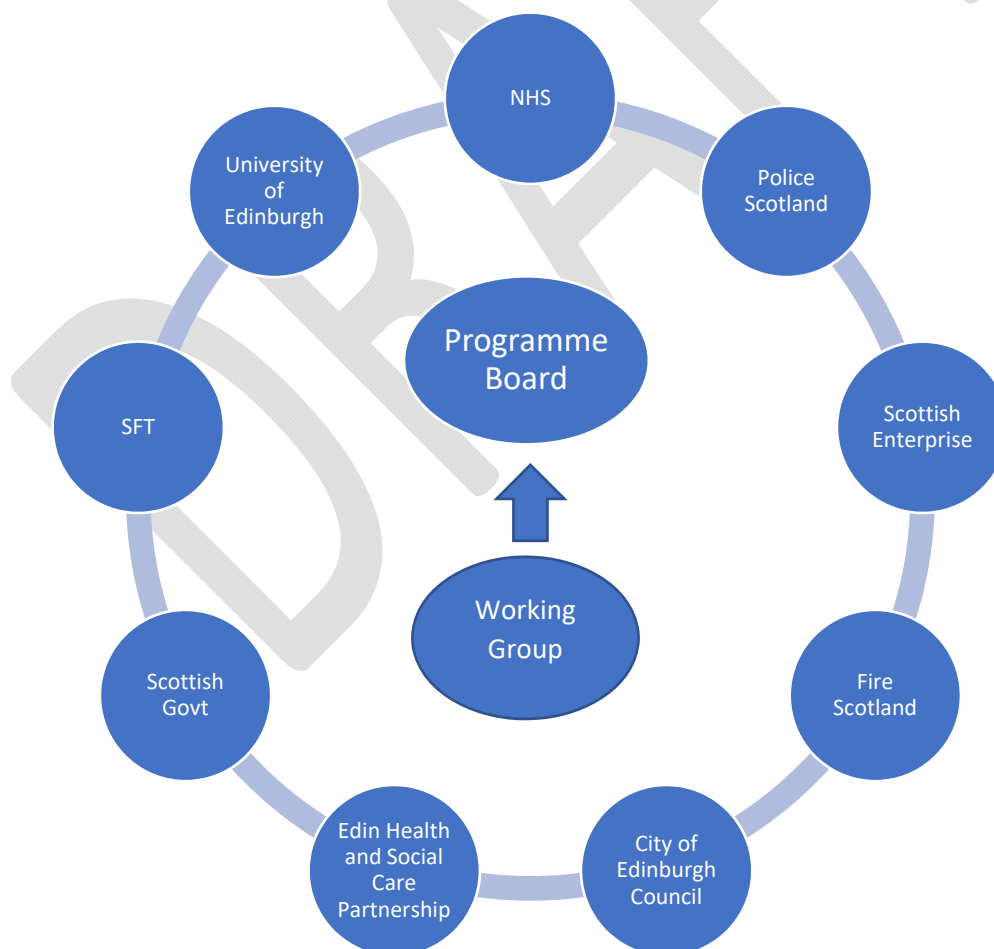 NHS
University
of
Edinburgh
Police
Scotland
Programme
Board
SFT
Scottish
Enterprise
Working
Group
Scottish
Govt
Fire
Scotland
Edin Health
and Social
Care
Partnership
City of
Edinburgh
Council
DRAFT